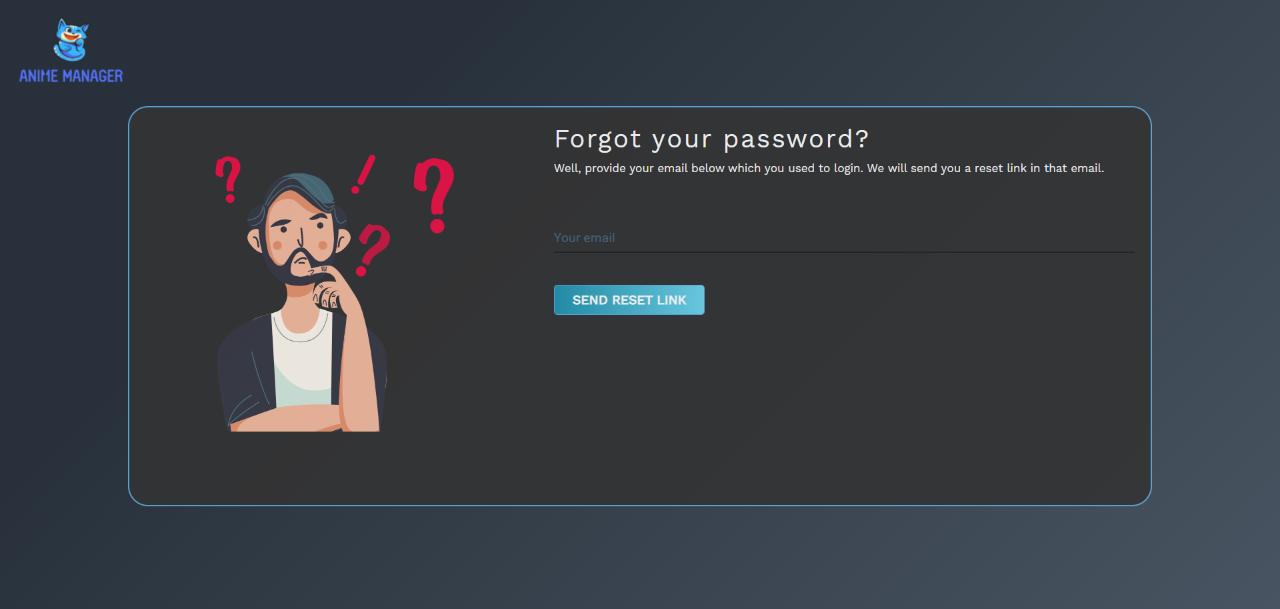 ANIME MANAGER
Forgot your password?
Well, provide your email below which you used to login. We will send you a reset link in that email.
Your email
SEND RESET LINK